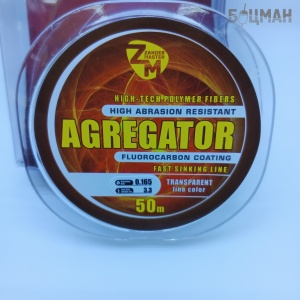 БОЦМАН
ZM
ZANDER
MASTER
HIGH-TECH POLYMER FIBERS
HIGH ABRASION RESISTANT
AGREGATOR
FLUOROCARBON COATING
FAST SINKING LINE
0.165
3.3
TRANSPARENT
line color
50m